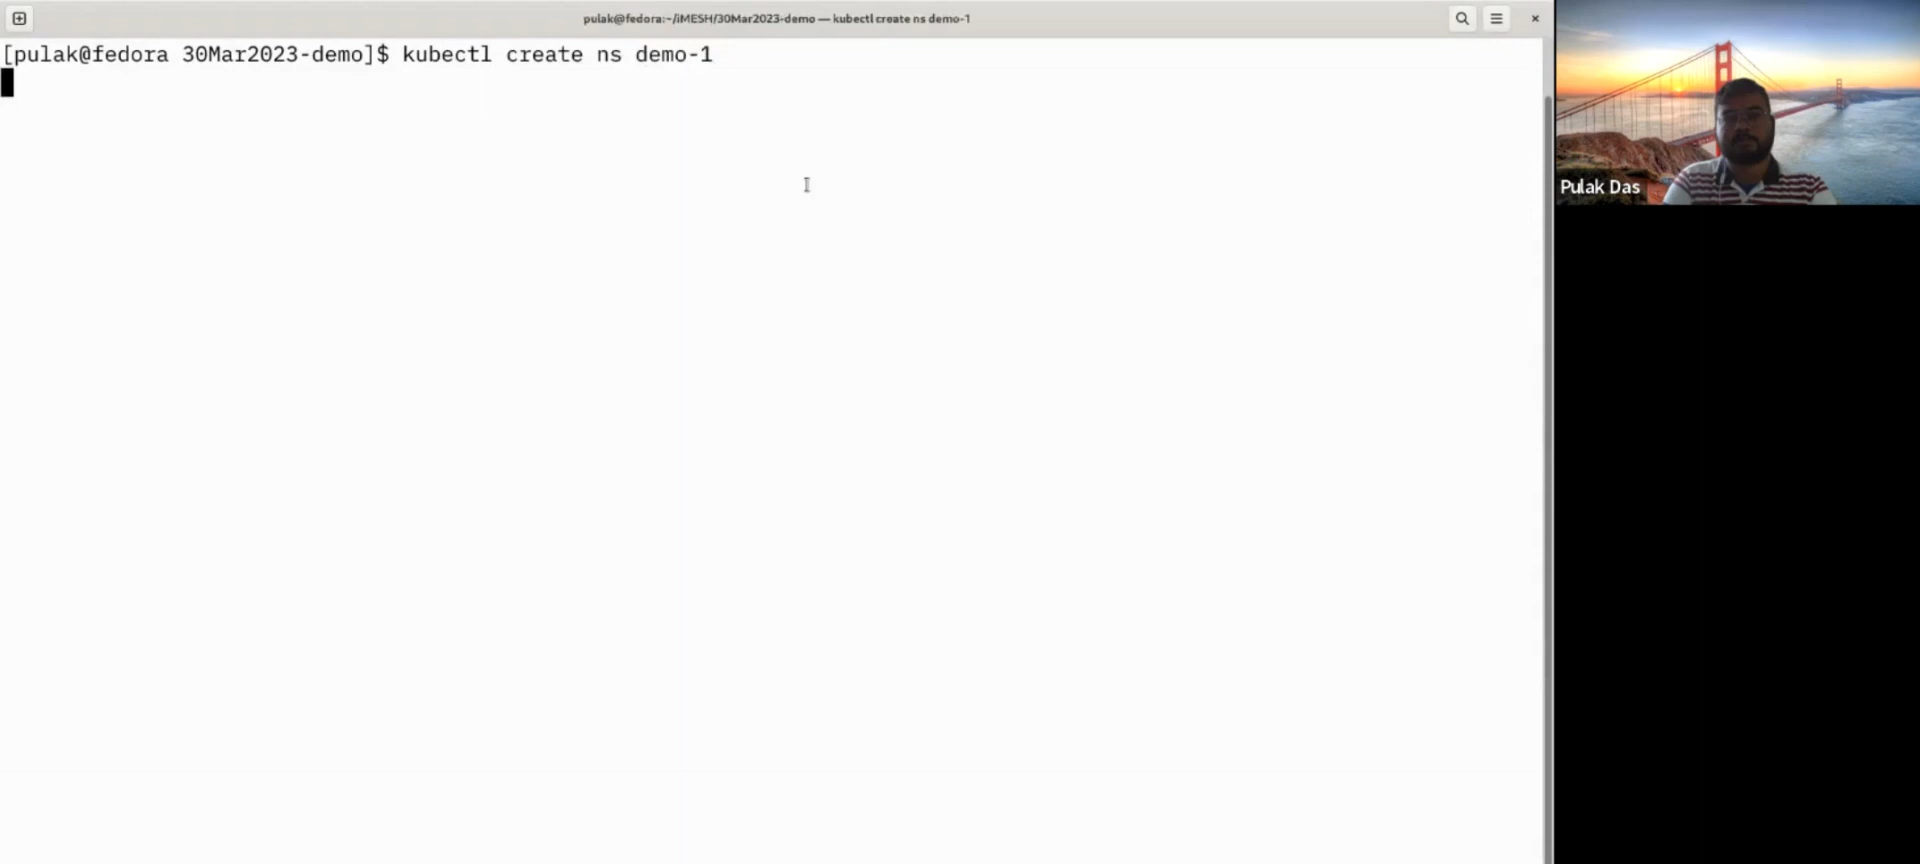 pulak@fedora:~/iMESH/30Mar2023-demo — kubectl create ns demo-1
[pulak@fedora 30Mar2023-demo]$ kubectl create ns demo-1
Pulak Das